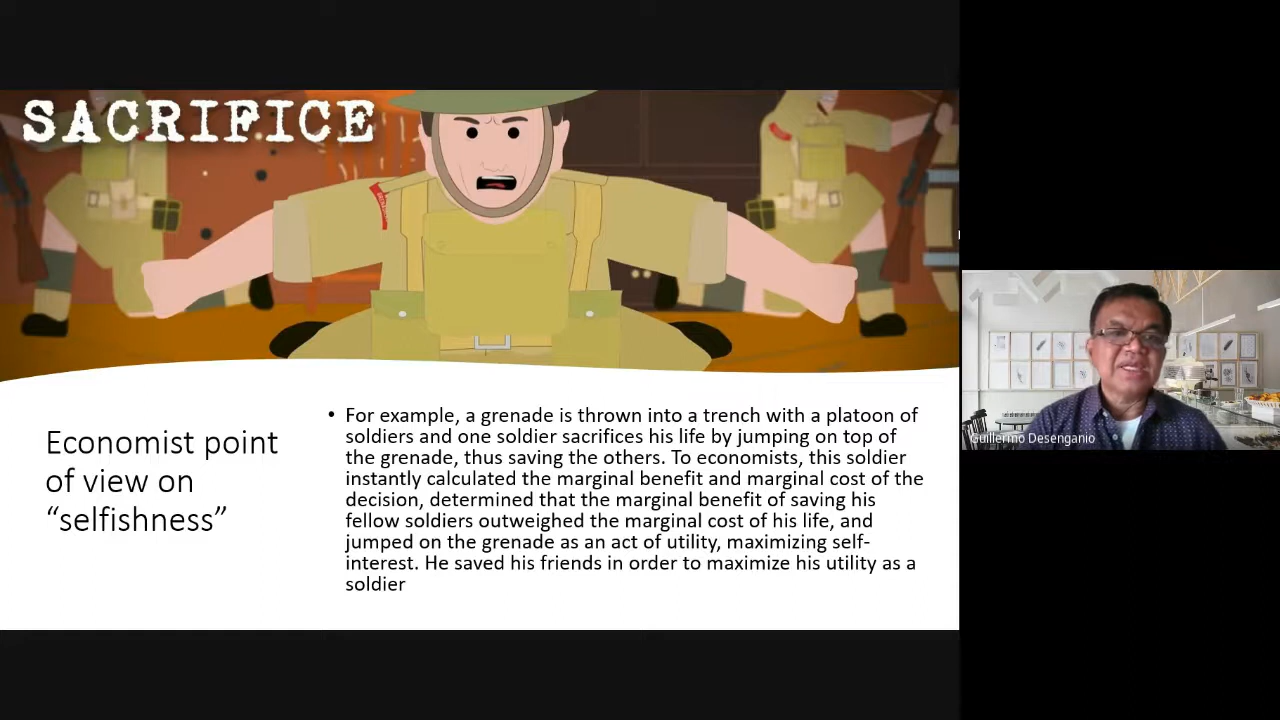 SACRIFICE
Economist point
of view on
“selfishness”
• For example, a grenade is thrown into a trench with a platoon of
soldiers and one soldier sacrifices his life by jumping on top of
the grenade, thus saving the others. To economists, this soldier
instantly calculated the marginal benefit and marginal cost of the
decision, determined that the marginal benefit of saving his
fellow soldiers outweighed the marginal cost of his life, and
jumped on the grenade as an act of utility, maximizing self-
interest. He saved his friends in order to maximize his utility as a
soldier
Guillermo Desenganio